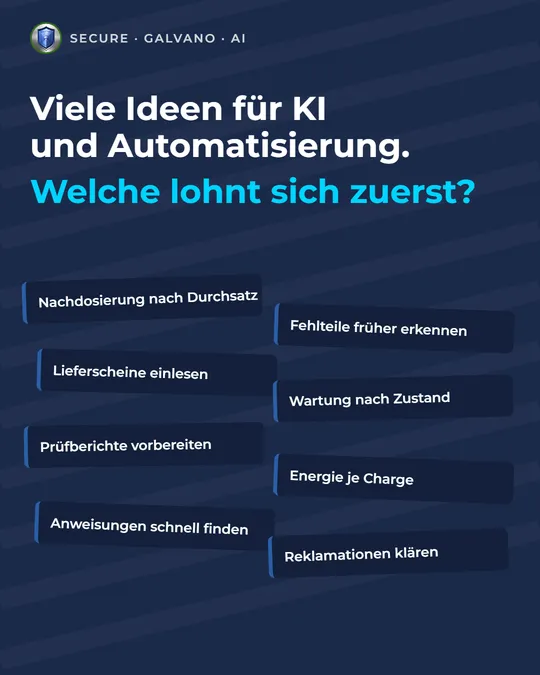 SECURE · GALVANO · AI
Viele Ideen für KI
und Automatisierung.
Welche lohnt sich zuerst?
Nachdosierung nach Durchsatz
Fehlteile früher erkennen
Lieferscheine einlesen
Wartung nach Zustand
Prüfberichte vorbereiten
Energie je Charge
Anweisungen schnell finden
Reklamationen klären